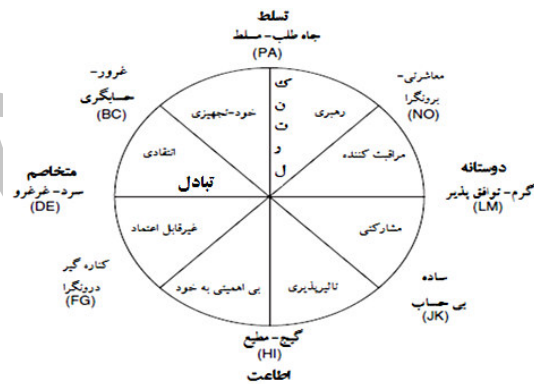 تسلط
جاه طلب - مسلط
(PA)
غرور-
حسابگری
(BC)
معاشرتی-
برونگرا
(NO)
کنترل
خود-تجهیزی
رهبری
انتقادی
مراقبت کننده
متخاصم
سرد-غرغرو
(DE)
تبادل
دوستانه
گرم- توافق پذیر
(LM)
غیرقابل اعتماد
مشارکتی
کناره گیر
درونگرا
(FG)
بی اهمیتی به خود
تاثیرپذیری
ساده
بی حساب
(JK)
گیج- مطیع
(HI)
اطاعت